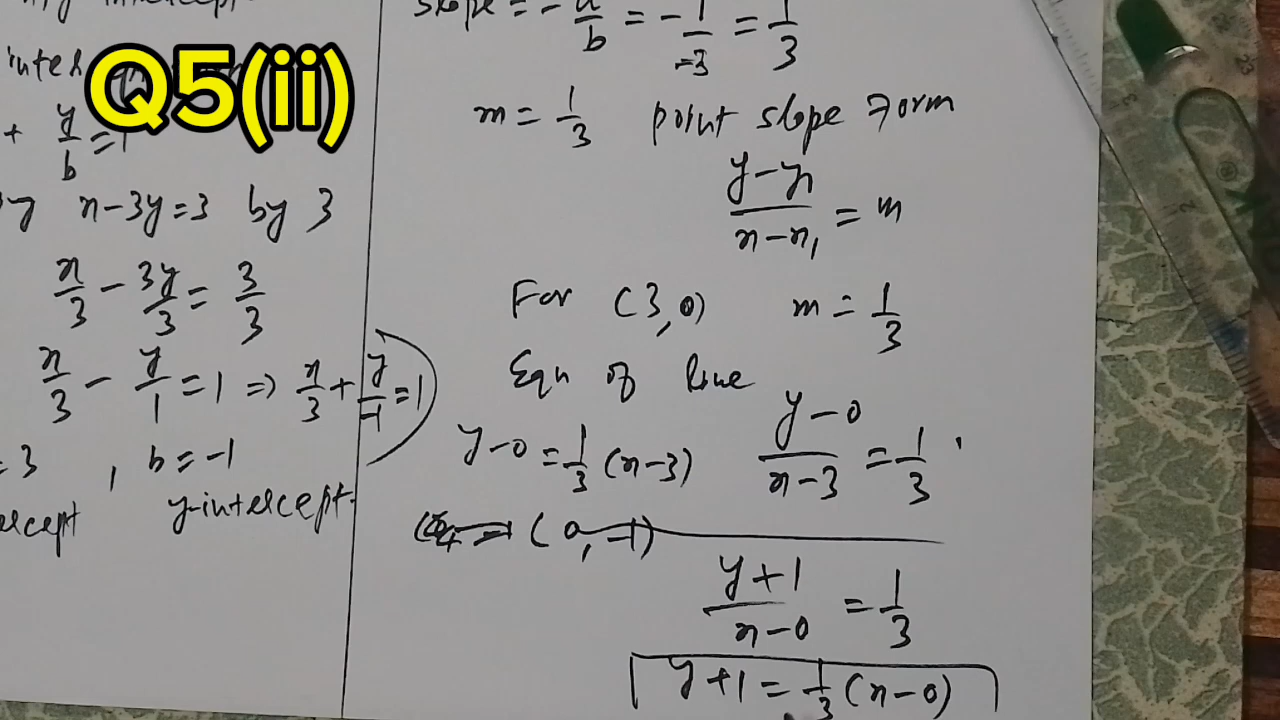 Q5(ii)
+ y/b = 1
x-3y=3 by 3
x/3 - 3y/3 = 3/3
x/3 - y/1 = 1 => x/3 + y/-1 = 1
= 3 , b = -1
y-intercept.
slope = - a/b = - 1/-3 = 1/3
m = 1/3 point slope Form
y-y1/x-x1 = m
For (3,0) m = 1/3
Eqn of line
y-0 = 1/3 (x-3) y-0/x-3 = 1/3
(0,-1)
y+1/x-0 = 1/3
y+1 = 1/3 (x-0)